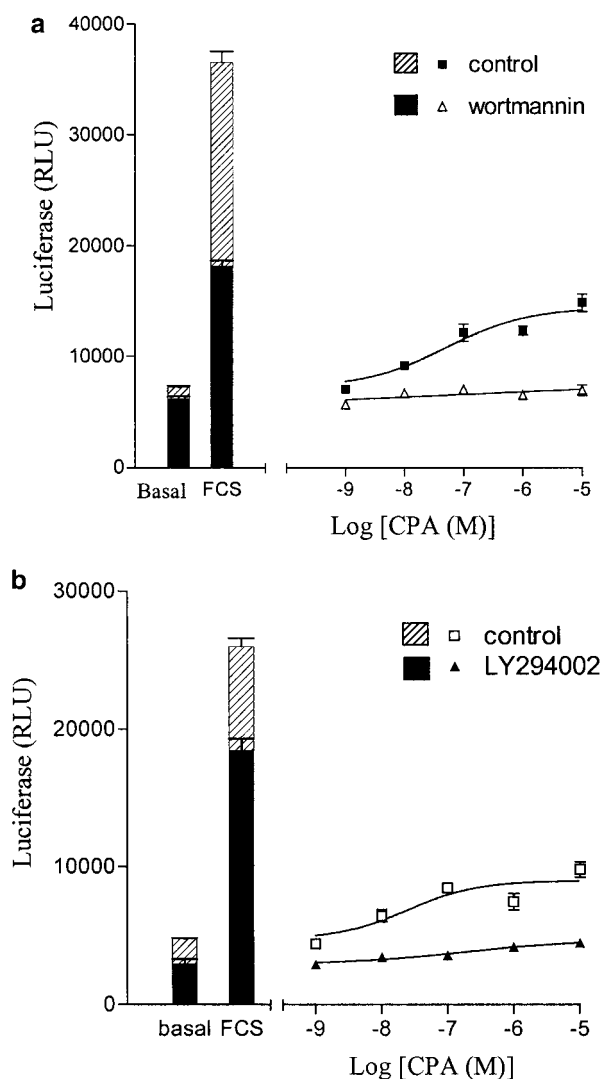 a
40000
30000
20000
10000
0
Luciferase (RLU)
control
wortmannin
Basal
FCS
-9
-8
-7
-6
-5
Log [CPA (M)]
b
30000
20000
10000
0
Luciferase (RLU)
control
LY294002
basal
FCS
-9
-8
-7
-6
-5
Log [CPA (M)]